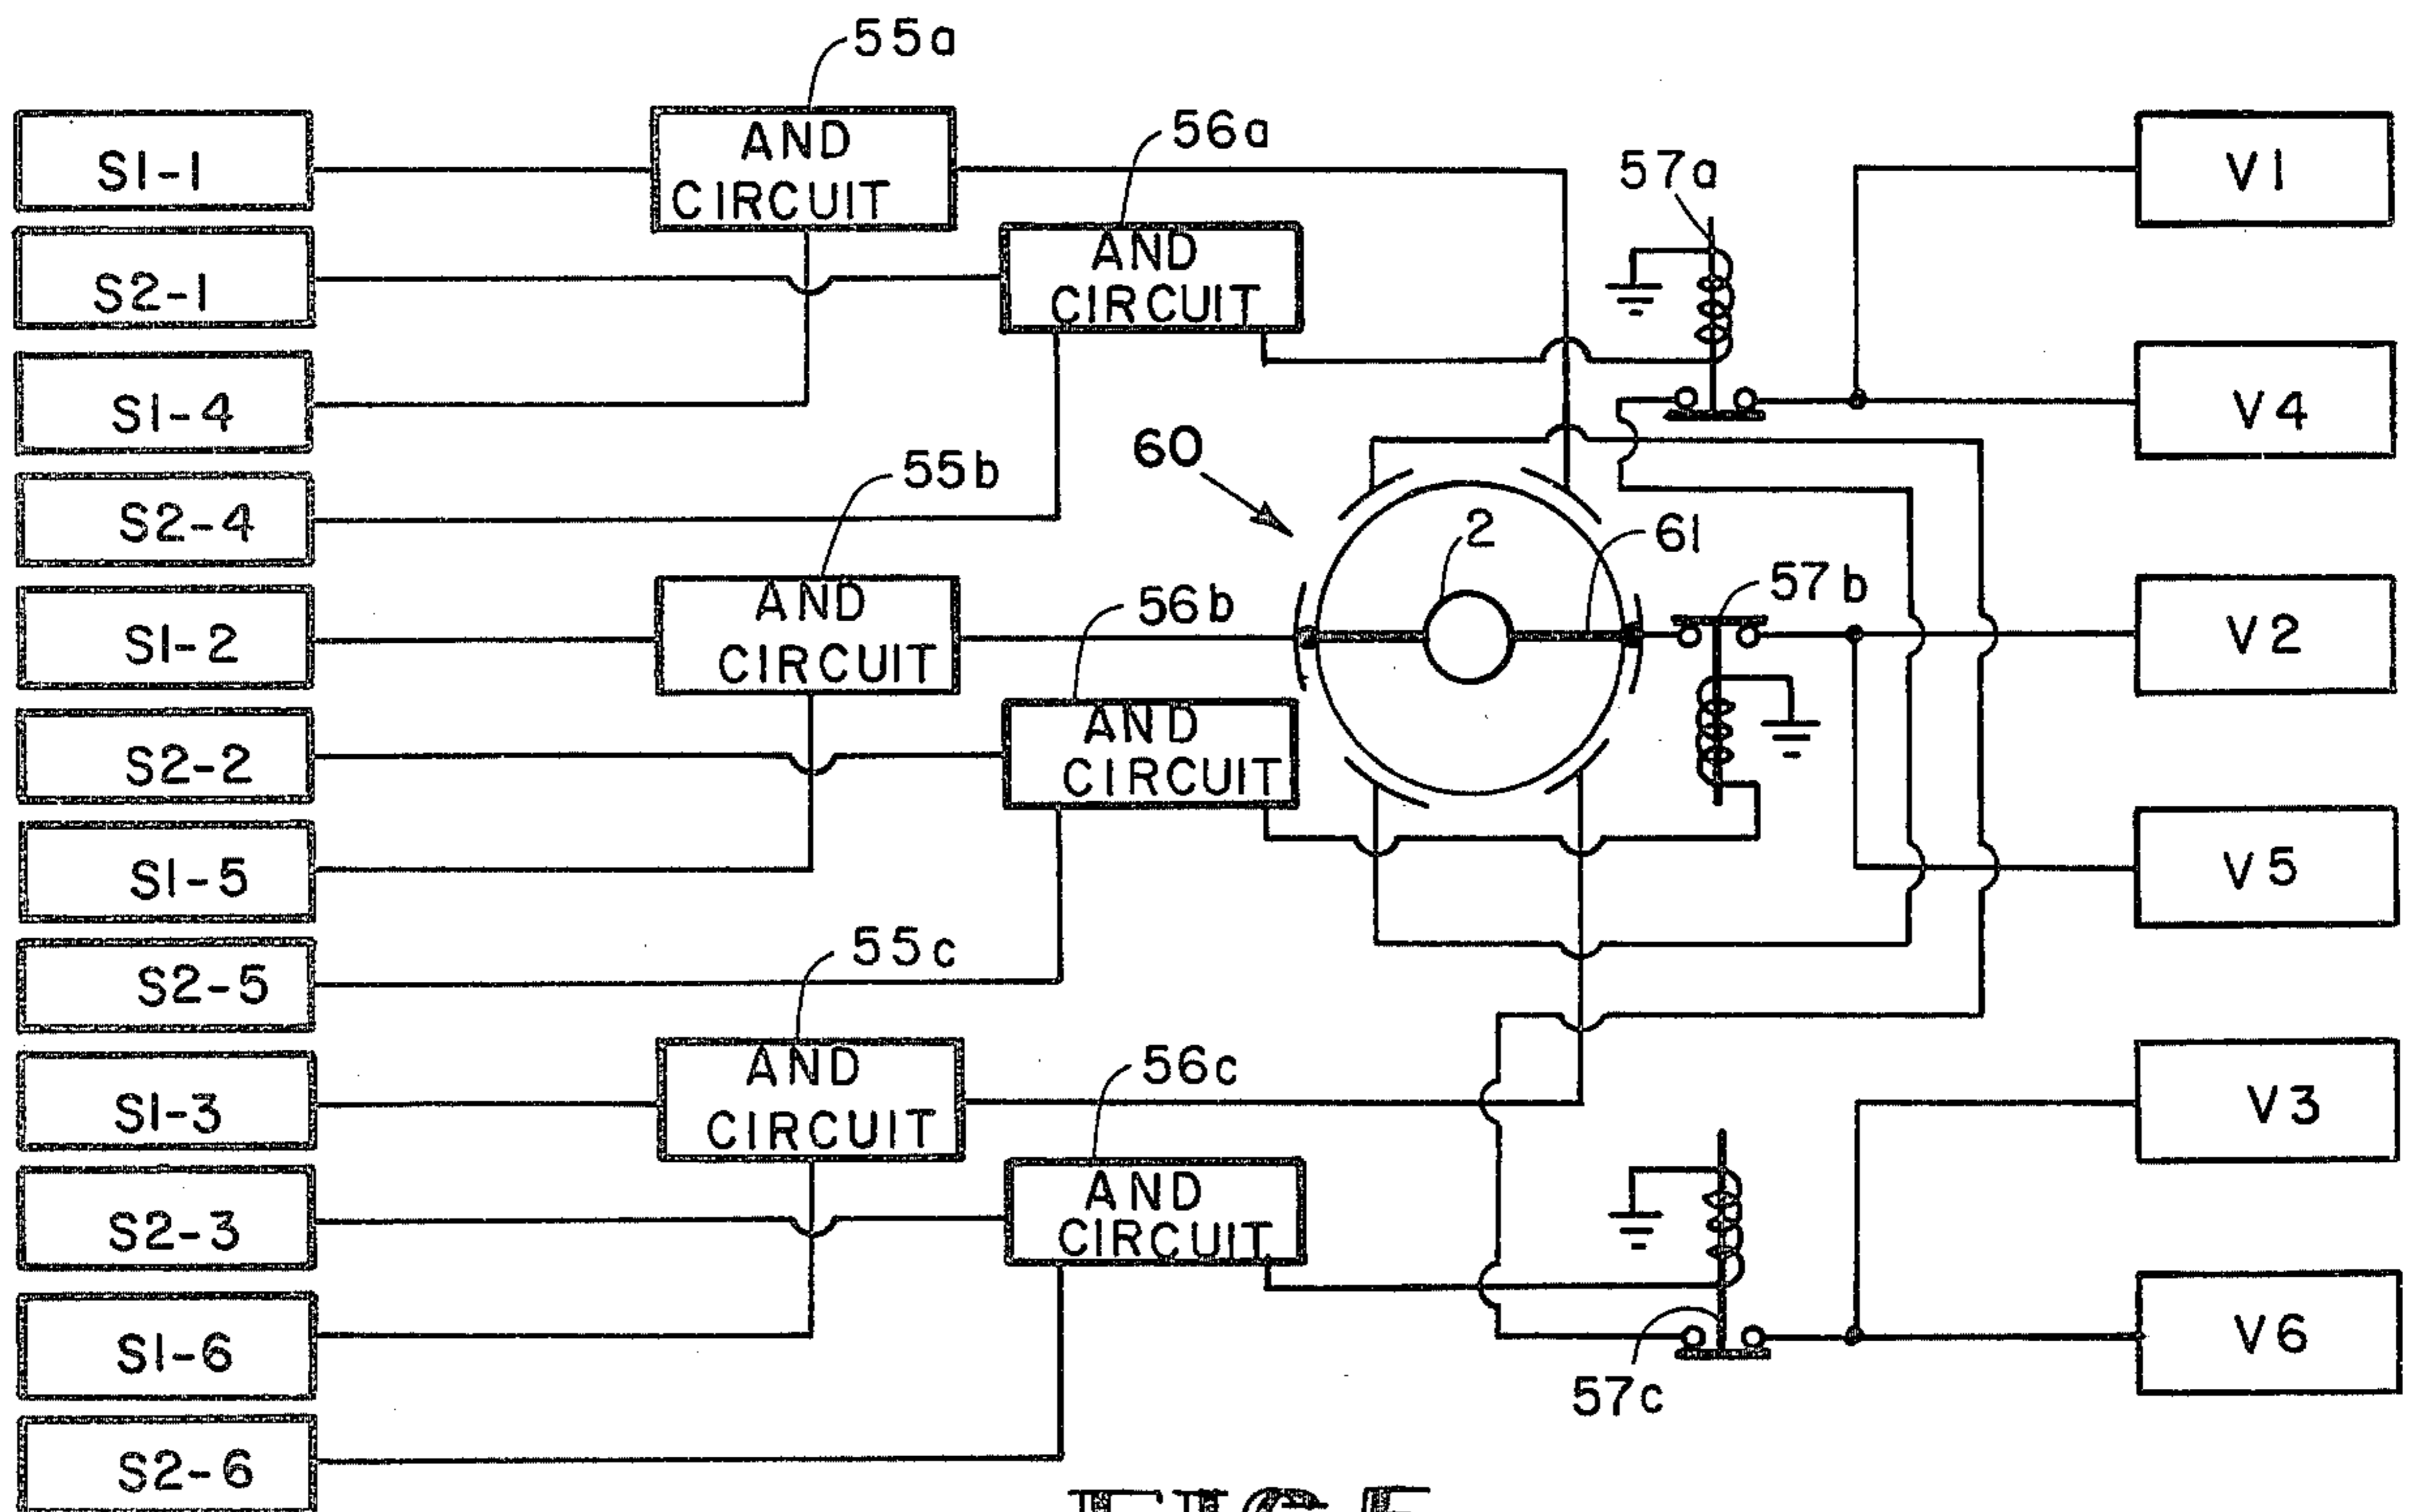 55a
AND
CIRCUIT
56a
AND
CIRCUIT
57a
S1-1
S2-1
S1-4
S2-4
V1
V4
60
2
61
55b
AND
CIRCUIT
56b
AND
CIRCUIT
57b
S1-2
S2-2
S1-5
S2-5
V2
V5
55c
AND
CIRCUIT
56c
AND
CIRCUIT
57c
S1-3
S2-3
S1-6
S2-6
V3
V6